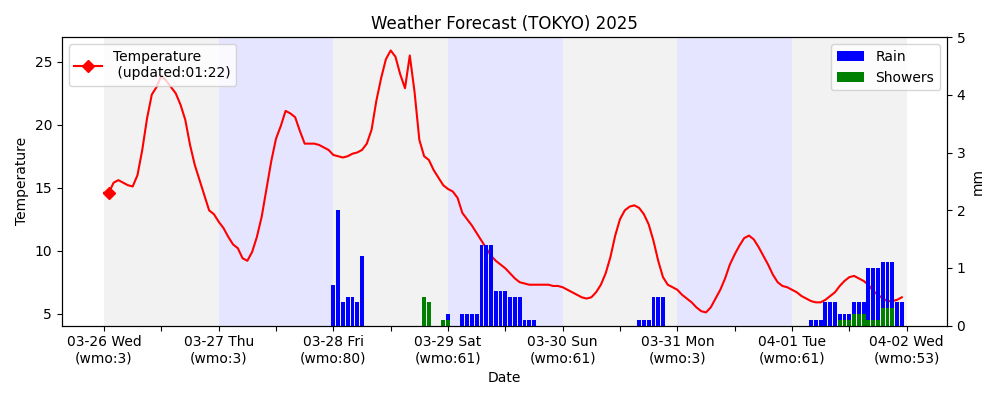 Weather Forecast (TOKYO) 2025
Temperature
(updated:01:22)
Rain
Showers
Temperature
25
20
15
10
5
5
4
3
2
1
0
mm
03-26 Wed
(wmo:3)
03-27 Thu
(wmo:3)
03-28 Fri
(wmo:80)
03-29 Sat
(wmo:61)
03-30 Sun
(wmo:61)
03-31 Mon
(wmo:3)
04-01 Tue
(wmo:61)
04-02 Wed
(wmo:53)
Date